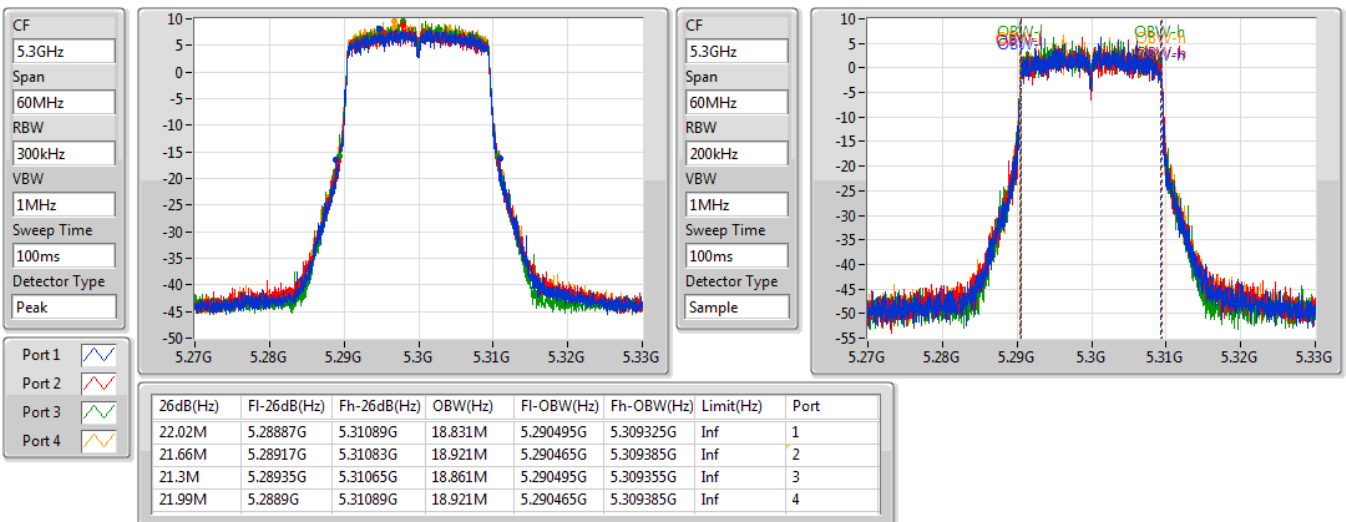 CF
5.3GHz
Span
60MHz
RBW
300kHz
VBW
1MHz
Sweep Time
100ms
Detector Type
Peak
10
5
0
-5
-10
-15
-20
-25
-30
-35
-40
-45
-50
5.27G 5.28G 5.29G 5.3G 5.31G 5.32G 5.33G
CF
5.3GHz
Span
60MHz
RBW
200kHz
VBW
1MHz
Sweep Time
100ms
Detector Type
Sample
10
5
0
-5
-10
-15
-20
-25
-30
-35
-40
-45
-50
-55
OBW-l OBW-h
OBW-l OBW-h
5.27G 5.28G 5.29G 5.3G 5.31G 5.32G 5.33G
Port 1
Port 2
Port 3
Port 4
26dB(Hz) Fl-26dB(Hz) Fh-26dB(Hz) OBW(Hz) Fl-OBW(Hz) Fh-OBW(Hz) Limit(Hz) Port
22.02M 5.28887G 5.31089G 18.831M 5.290495G 5.309325G Inf 1
21.66M 5.28917G 5.31083G 18.921M 5.290465G 5.309385G Inf 2
21.3M 5.28935G 5.31065G 18.861M 5.290495G 5.309355G Inf 3
21.99M 5.2889G 5.31089G 18.921M 5.290465G 5.309385G Inf 4